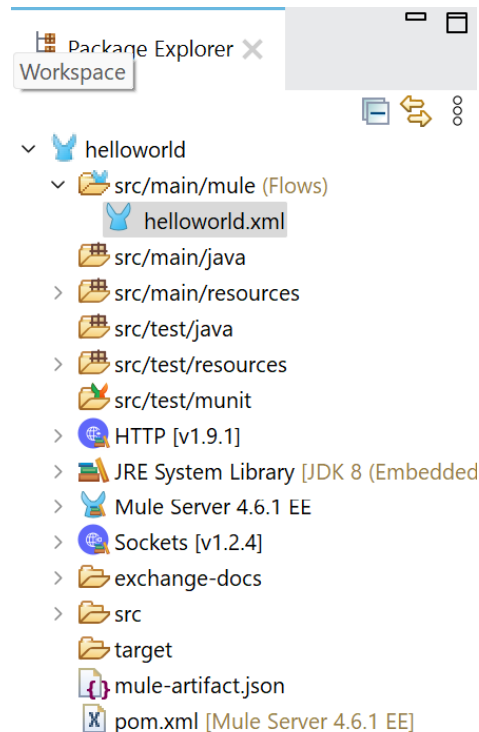 Package Explorer
Workspace
helloworld
src/main/mule (Flows)
helloworld.xml
src/main/java
src/main/resources
src/test/java
src/test/resources
src/test/munit
HTTP [v1.9.1]
JRE System Library [JDK 8 (Embedded
Mule Server 4.6.1 EE
Sockets [v1.2.4]
exchange-docs
src
target
mule-artifact.json
pom.xml [Mule Server 4.6.1 EE]